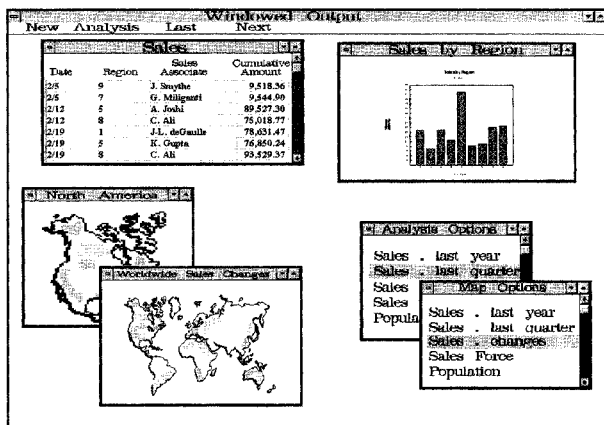 Windowed Output
New Analysis Last Next
Sales
Date Region Sales Associate Cumulative Amount
2/5 9 J. Smythe 9,518.36
2/5 7 G. Miliganti 9,544.90
2/12 5 A. Joshi 89,527.30
2/12 8 C. Ali 75,018.77
2/19 1 J-L. deGaulle 78,631.47
2/19 5 K. Gupta 76,850.24
2/19 8 C. Ali 93,529.37
Sales by Region
Sales by Region
North America
Worldwide Sales Changes
Analysis Options
Sales . last year
Sales . last quarter
Sales
Sales
Popula
Map Options
Sales . last year
Sales . last quarter
Sales . changes
Sales Force
Population